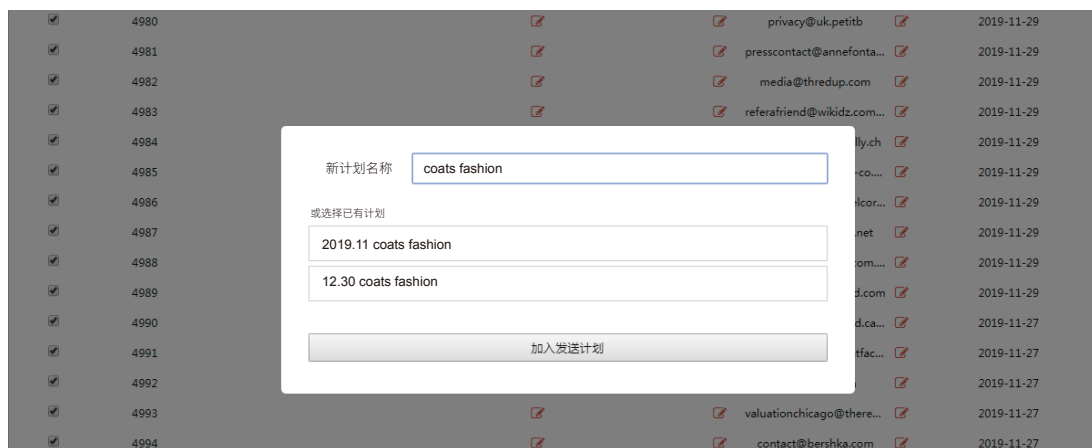 4980 privacy@uk.petitb 2019-11-29
4981 presscontact@annefonta... 2019-11-29
4982 media@thredup.com 2019-11-29
4983 referafriend@wikidz.com... 2019-11-29
4984 lly.ch 2019-11-29
新计划名称 coats fashion
4985 -co.... 2019-11-29
4986 elcor... 2019-11-29
或选择已有计划
4987 .net 2019-11-29
2019.11 coats fashion
4988 com.... 2019-11-29
12.30 coats fashion
4989 d.com 2019-11-29
4990 d.ca... 2019-11-27
加入发送计划
4991 tfac... 2019-11-27
4992 2019-11-27
4993 valuationchicago@there... 2019-11-27
4994 contact@bershka.com 2019-11-27